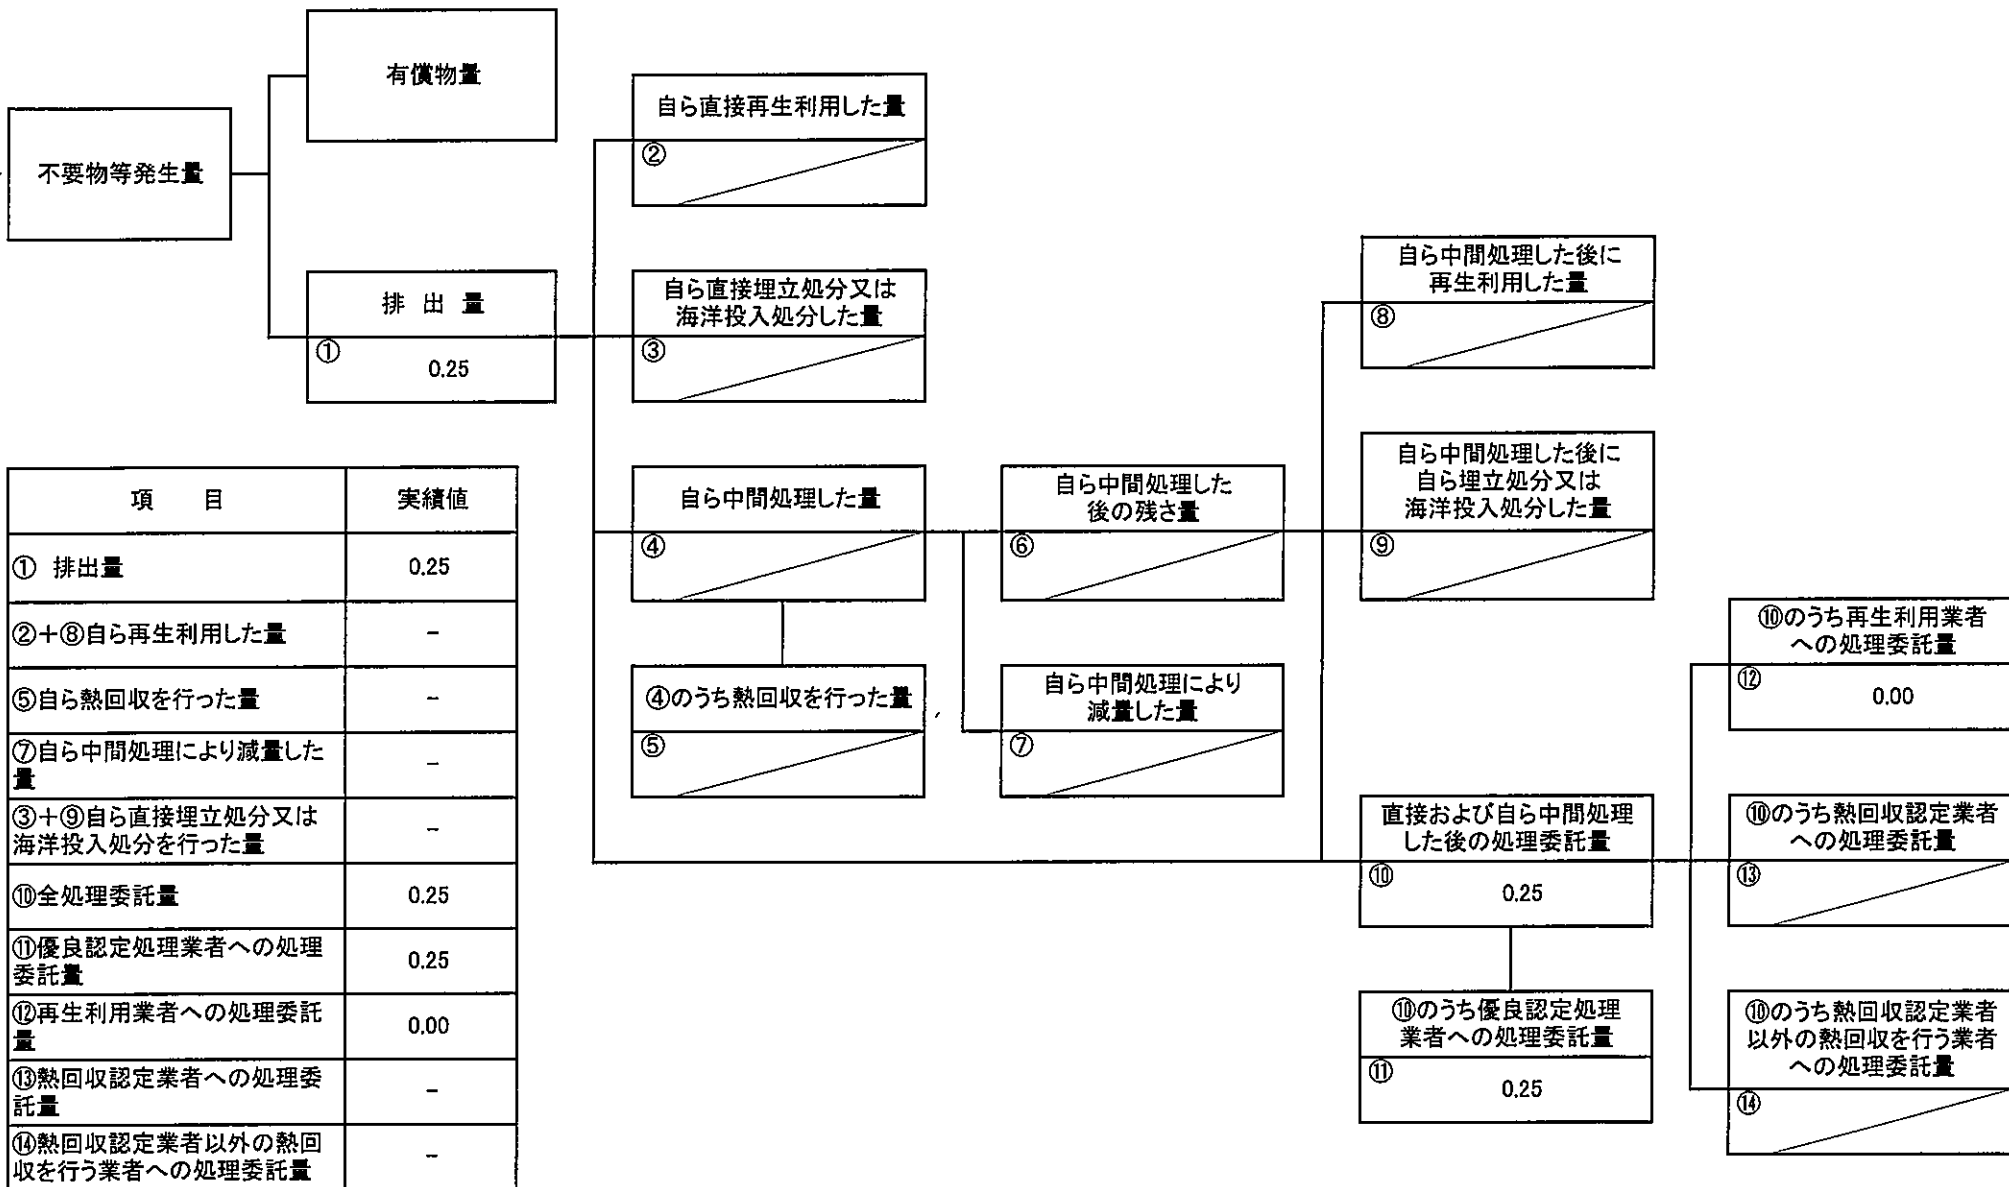 有償物量
不要物等発生量
排 出 量
①
0.25
自ら直接再生利用した量
②
自ら直接埋立処分又は
海洋投入処分した量
③
自ら中間処理した量
④
④のうち熱回収を行った量
⑤
自ら中間処理した
後の残さ量
⑥
自ら中間処理により
減量した量
⑦
自ら中間処理した後に
再生利用した量
⑧
自ら中間処理した後に
自ら埋立処分又は
海洋投入処分した量
⑨
直接および自ら中間処理
した後の処理委託量
⑩
0.25
⑩のうち優良認定処理
業者への処理委託量
⑪
0.25
⑩のうち再生利用業者
への処理委託量
⑫
0.00
⑩のうち熱回収認定業者
への処理委託量
⑬
⑩のうち熱回収認定業者
以外の熱回収を行う業者
への処理委託量
⑭
項 目 実績値
① 排出量 0.25
②+⑧自ら再生利用した量 -
⑤自ら熱回収を行った量 -
⑦自ら中間処理により減量した
量 -
③+⑨自ら直接埋立処分又は
海洋投入処分を行った量 -
⑩全処理委託量 0.25
⑪優良認定処理業者への処理
委託量 0.25
⑫再生利用業者への処理委託
量 0.00
⑬熱回収認定業者への処理委
託量 -
⑭熱回収認定業者以外の熱回
収を行う業者への処理委託量 -